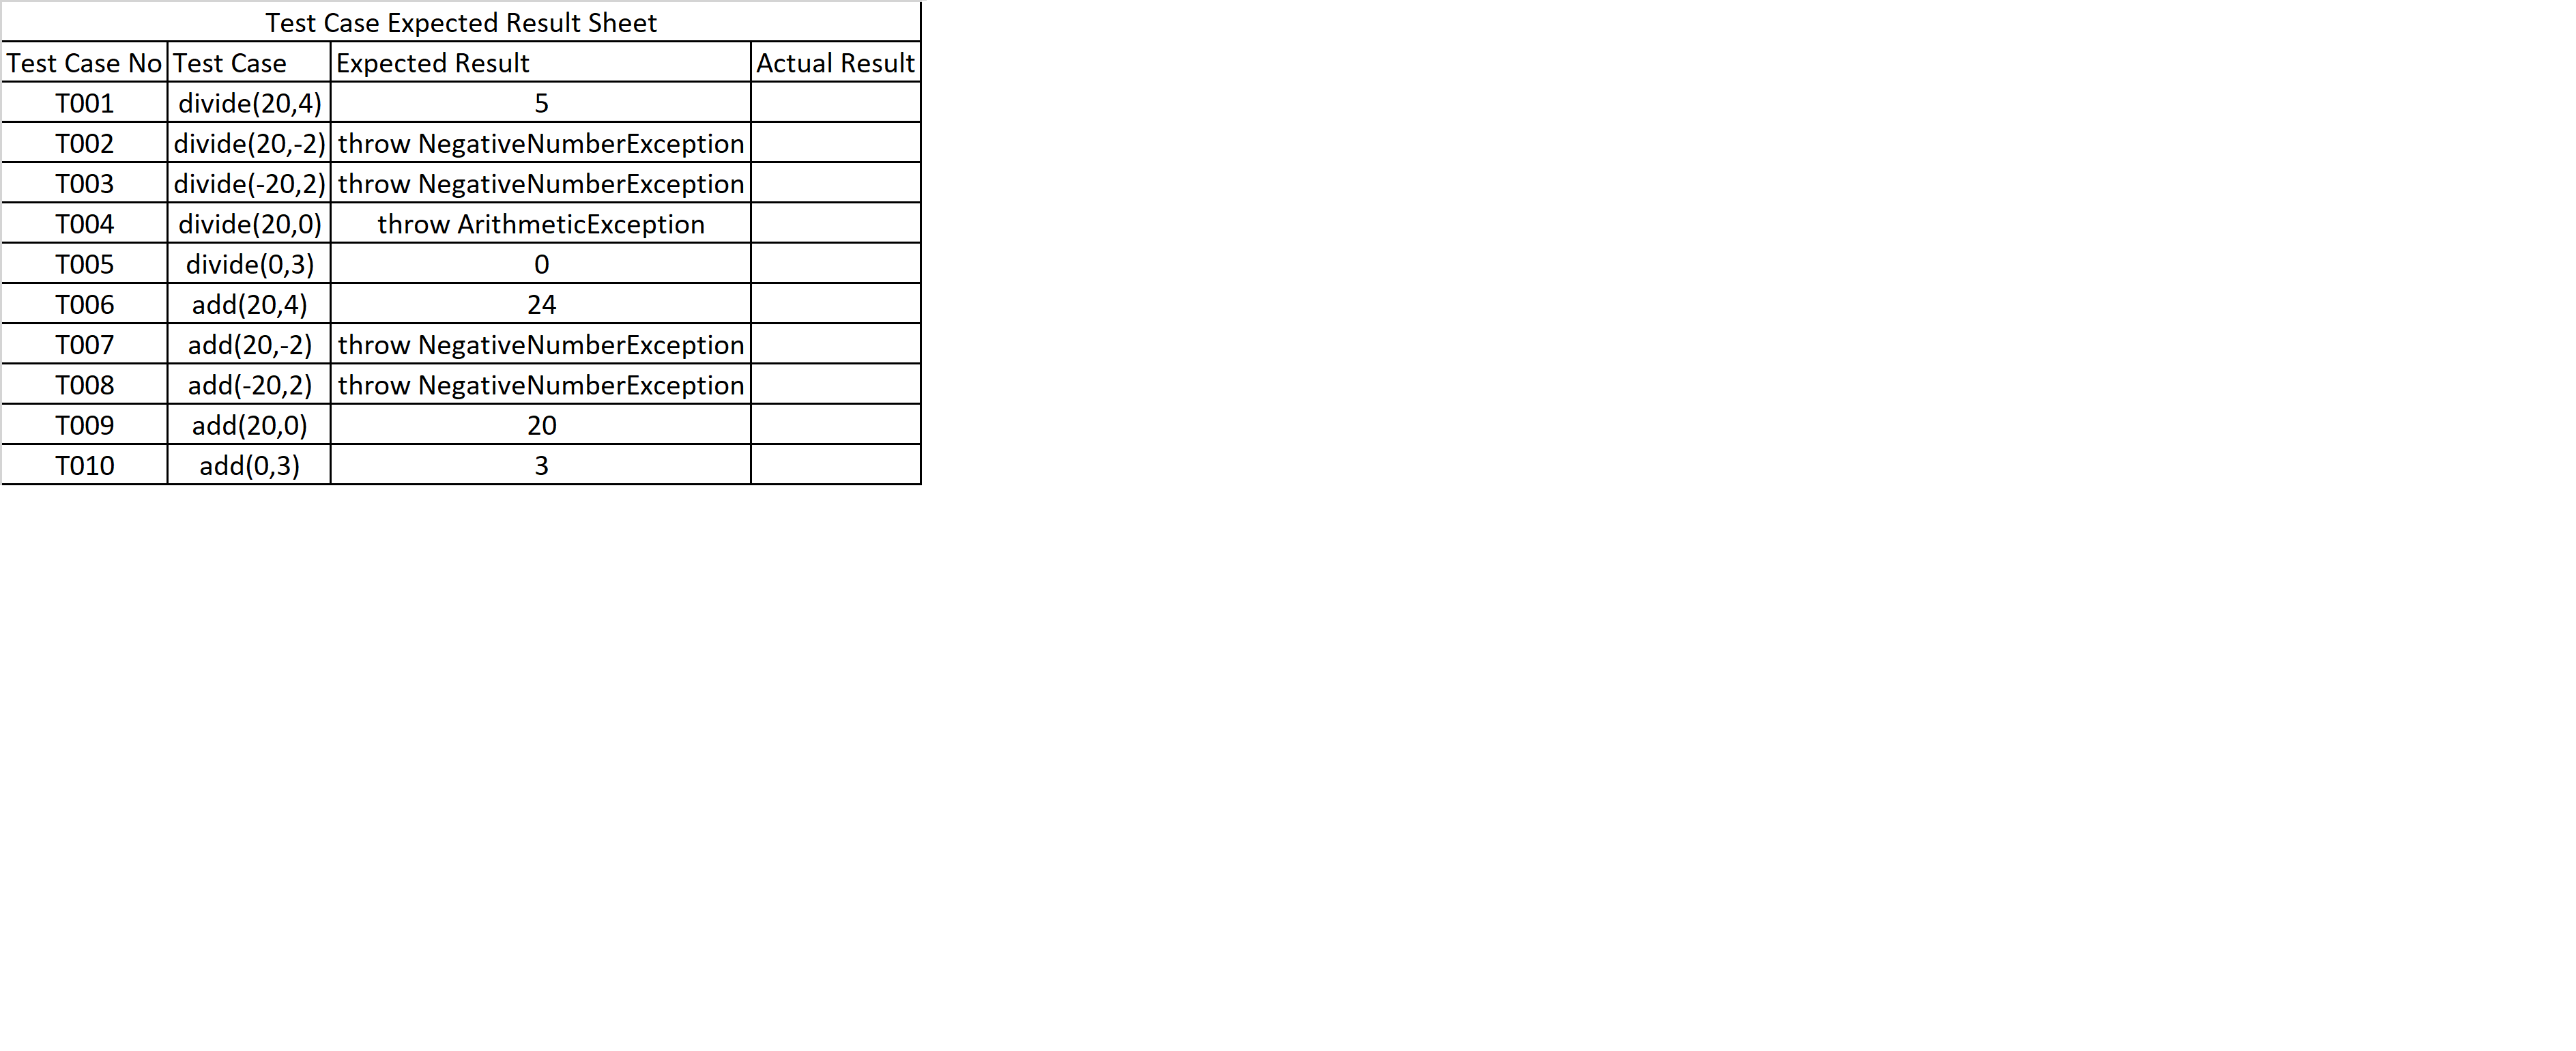 Test Case Expected Result Sheet
Test Case No Test Case Expected Result Actual Result
T001 divide(20,4) 5
T002 divide(20,-2) throw NegativeNumberException
T003 divide(-20,2) throw NegativeNumberException
T004 divide(20,0) throw ArithmeticException
T005 divide(0,3) 0
T006 add(20,4) 24
T007 add(20,-2) throw NegativeNumberException
T008 add(-20,2) throw NegativeNumberException
T009 add(20,0) 20
T010 add(0,3) 3